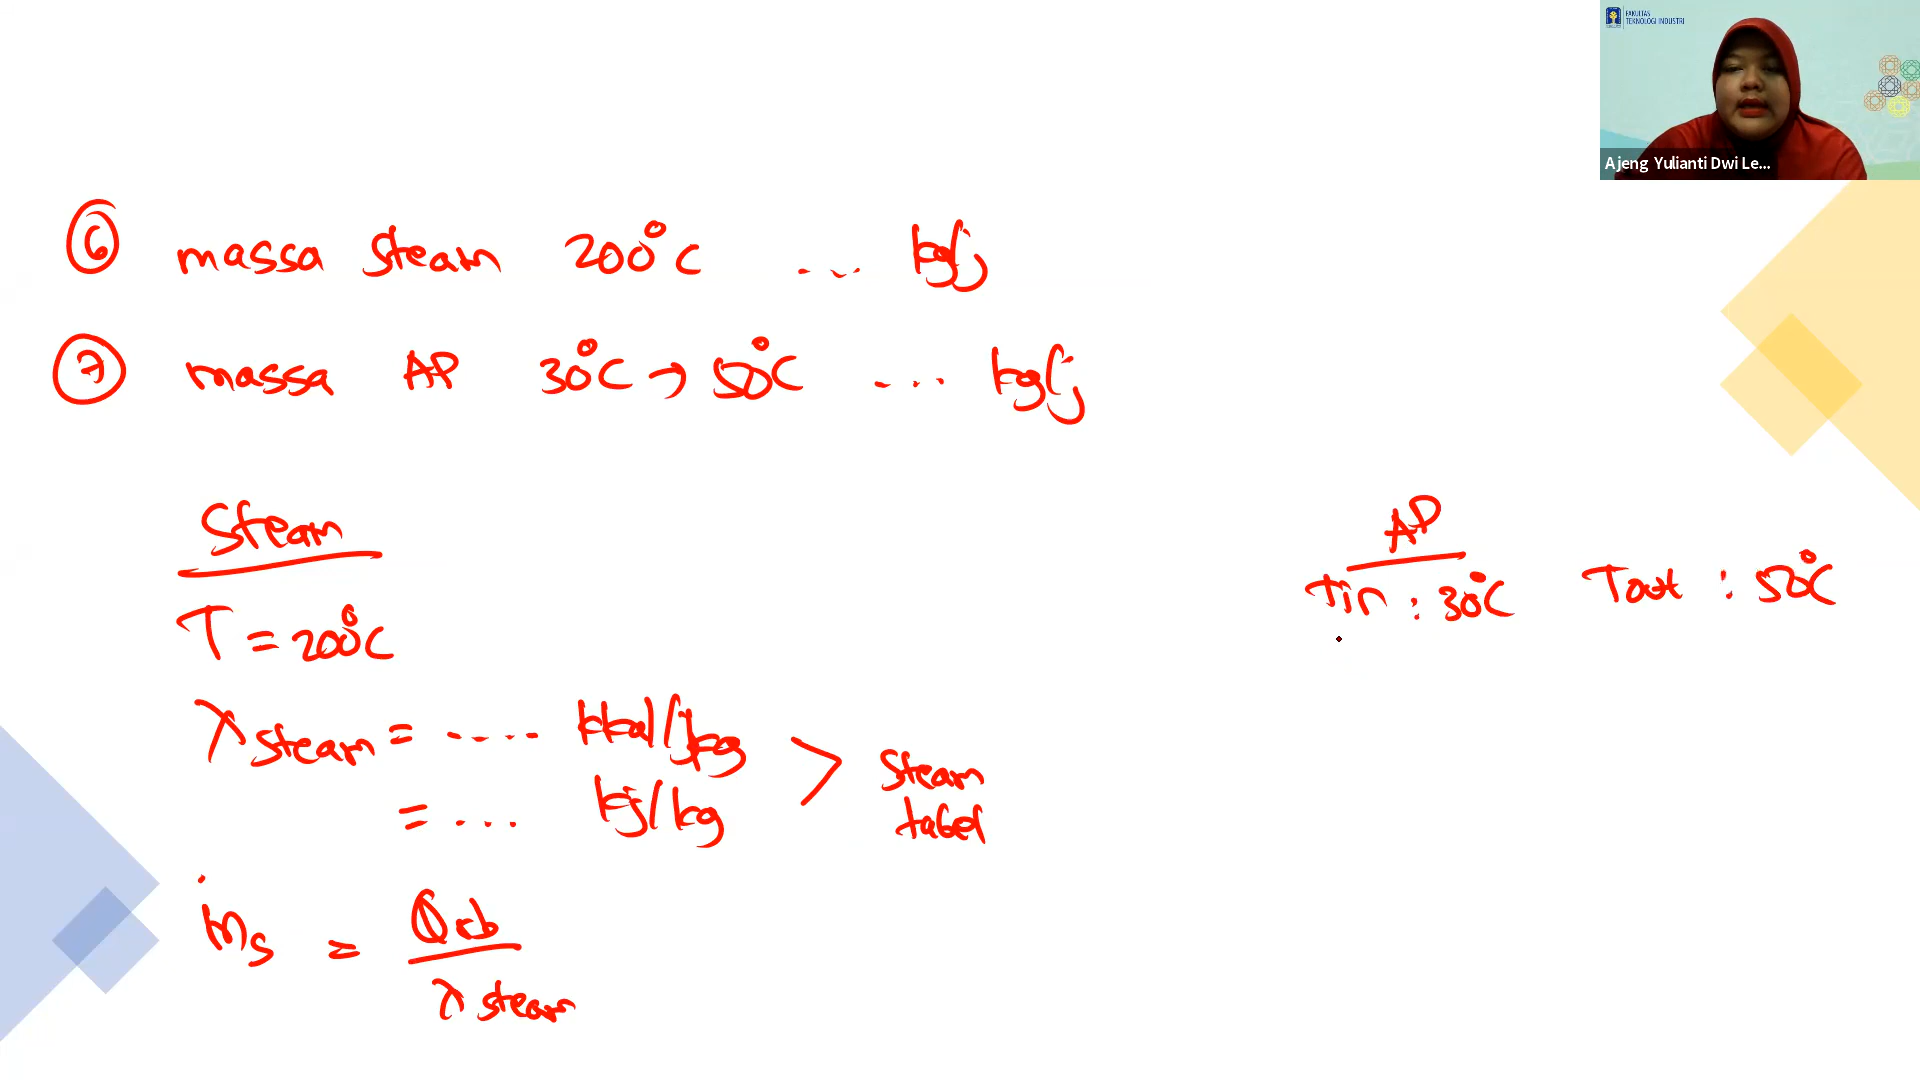 FAKULTAS
TEKNOLOGI INDUSTRI
Ajeng Yulianti Dwi Le...
6 massa steam 200°C ... kg/j
7 massa AP 30°C → 50°C ... kg/j
Steam
T = 200°C
λ steam = .... kkal/kg
= ... kj/kg
> steam tabel
ṁs = Qcb / λ steam
AP
Tin : 30°C Tout : 50°C